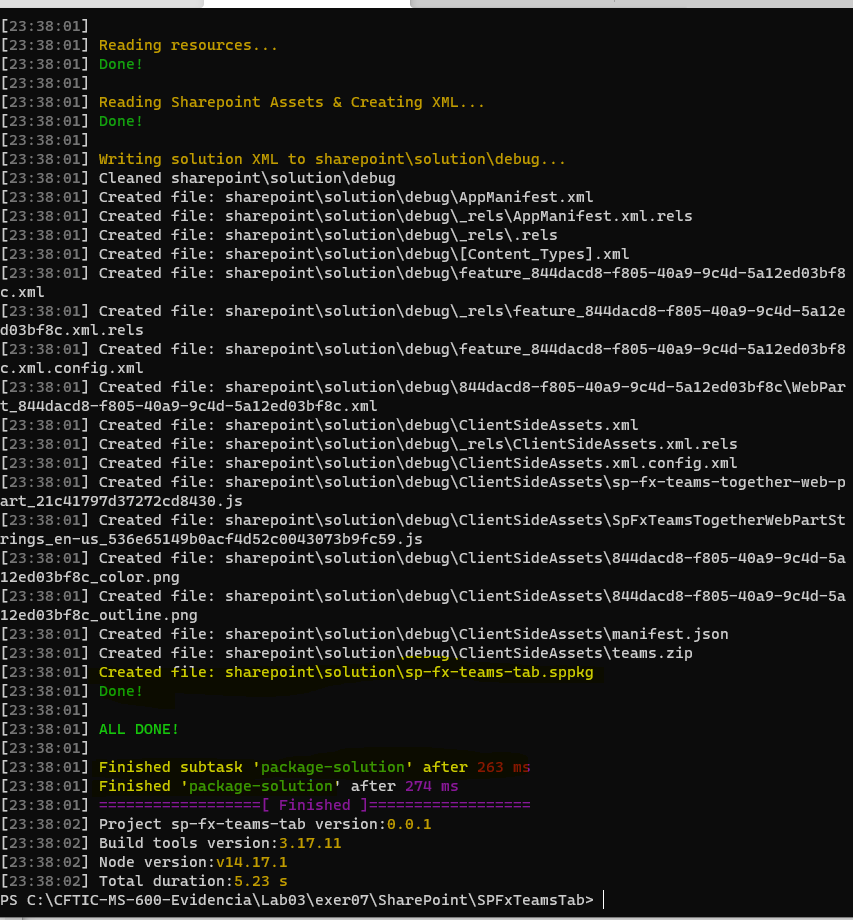 [23:38:01]
[23:38:01] Reading resources...
[23:38:01] Done!
[23:38:01]
[23:38:01] Reading Sharepoint Assets & Creating XML...
[23:38:01] Done!
[23:38:01]
[23:38:01] Writing solution XML to sharepoint\solution\debug...
[23:38:01] Cleaned sharepoint\solution\debug
[23:38:01] Created file: sharepoint\solution\debug\AppManifest.xml
[23:38:01] Created file: sharepoint\solution\debug\_rels\AppManifest.xml.rels
[23:38:01] Created file: sharepoint\solution\debug\_rels\.rels
[23:38:01] Created file: sharepoint\solution\debug\[Content_Types].xml
[23:38:01] Created file: sharepoint\solution\debug\feature_844dacd8-f805-40a9-9c4d-5a12ed03bf8
c.xml
[23:38:01] Created file: sharepoint\solution\debug\_rels\feature_844dacd8-f805-40a9-9c4d-5a12e
d03bf8c.xml.rels
[23:38:01] Created file: sharepoint\solution\debug\feature_844dacd8-f805-40a9-9c4d-5a12ed03bf8
c.xml.config.xml
[23:38:01] Created file: sharepoint\solution\debug\844dacd8-f805-40a9-9c4d-5a12ed03bf8c\WebPar
t_844dacd8-f805-40a9-9c4d-5a12ed03bf8c.xml
[23:38:01] Created file: sharepoint\solution\debug\ClientSideAssets.xml
[23:38:01] Created file: sharepoint\solution\debug\_rels\ClientSideAssets.xml.rels
[23:38:01] Created file: sharepoint\solution\debug\ClientSideAssets.xml.config.xml
[23:38:01] Created file: sharepoint\solution\debug\ClientSideAssets\sp-fx-teams-together-web-p
art_21c41797d37272cd8430.js
[23:38:01] Created file: sharepoint\solution\debug\ClientSideAssets\SpFxTeamsTogetherWebPartSt
rings_en-us_536e65149b0acf4d52c0043073b9fc59.js
[23:38:01] Created file: sharepoint\solution\debug\ClientSideAssets\844dacd8-f805-40a9-9c4d-5a
12ed03bf8c_color.png
[23:38:01] Created file: sharepoint\solution\debug\ClientSideAssets\844dacd8-f805-40a9-9c4d-5a
12ed03bf8c_outline.png
[23:38:01] Created file: sharepoint\solution\debug\ClientSideAssets\manifest.json
[23:38:01] Created file: sharepoint\solution\debug\ClientSideAssets\teams.zip
[23:38:01] Created file: sharepoint\solution\sp-fx-teams-tab.sppkg
[23:38:01] Done!
[23:38:01]
[23:38:01] ALL DONE!
[23:38:01]
[23:38:01] Finished subtask 'package-solution' after 263 ms
[23:38:01] Finished 'package-solution' after 274 ms
[23:38:01] ==================[ Finished ]==================
[23:38:02] Project sp-fx-teams-tab version:0.0.1
[23:38:02] Build tools version:3.17.11
[23:38:02] Node version:v14.17.1
[23:38:02] Total duration:5.23 s
PS C:\CFTIC-MS-600-Evidencia\Lab03\exer07\SharePoint\SPFxTeamsTab>